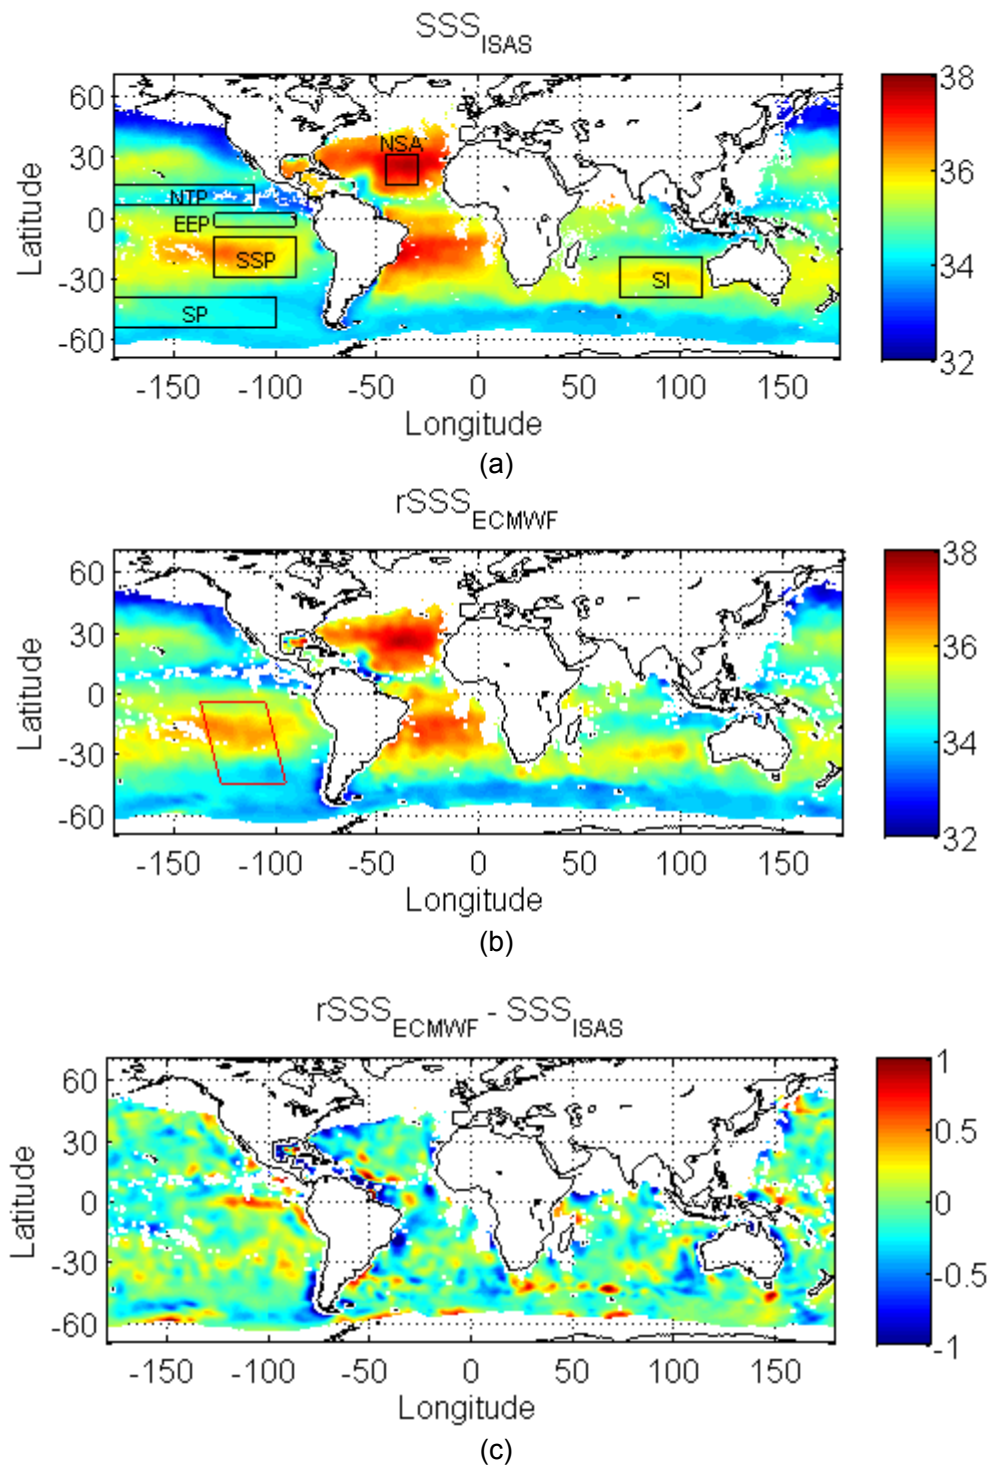 SSS_ISAS
60
30
0
-30
-60
Latitude
NSA
NTP
EEP
SSP
SI
SP
38
36
34
32
-150 -100 -50 0 50 100 150
Longitude
(a)
rSSS_ECMWF
60
30
0
-30
-60
Latitude
38
36
34
32
-150 -100 -50 0 50 100 150
Longitude
(b)
rSSS_ECMWF - SSS_ISAS
60
30
0
-30
-60
Latitude
1
0.5
0
-0.5
-1
-150 -100 -50 0 50 100 150
Longitude
(c)